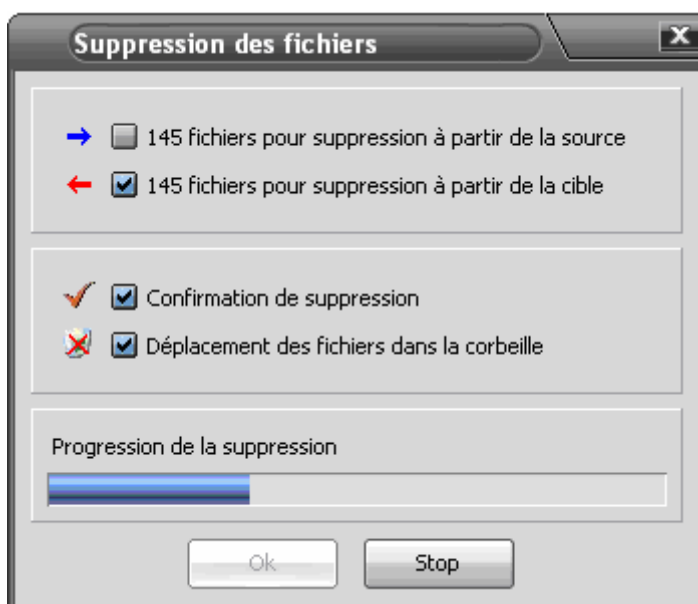 Suppression des fichiers
145 fichiers pour suppression à partir de la source
145 fichiers pour suppression à partir de la cible
Confirmation de suppression
Déplacement des fichiers dans la corbeille
Progression de la suppression
Ok
Stop